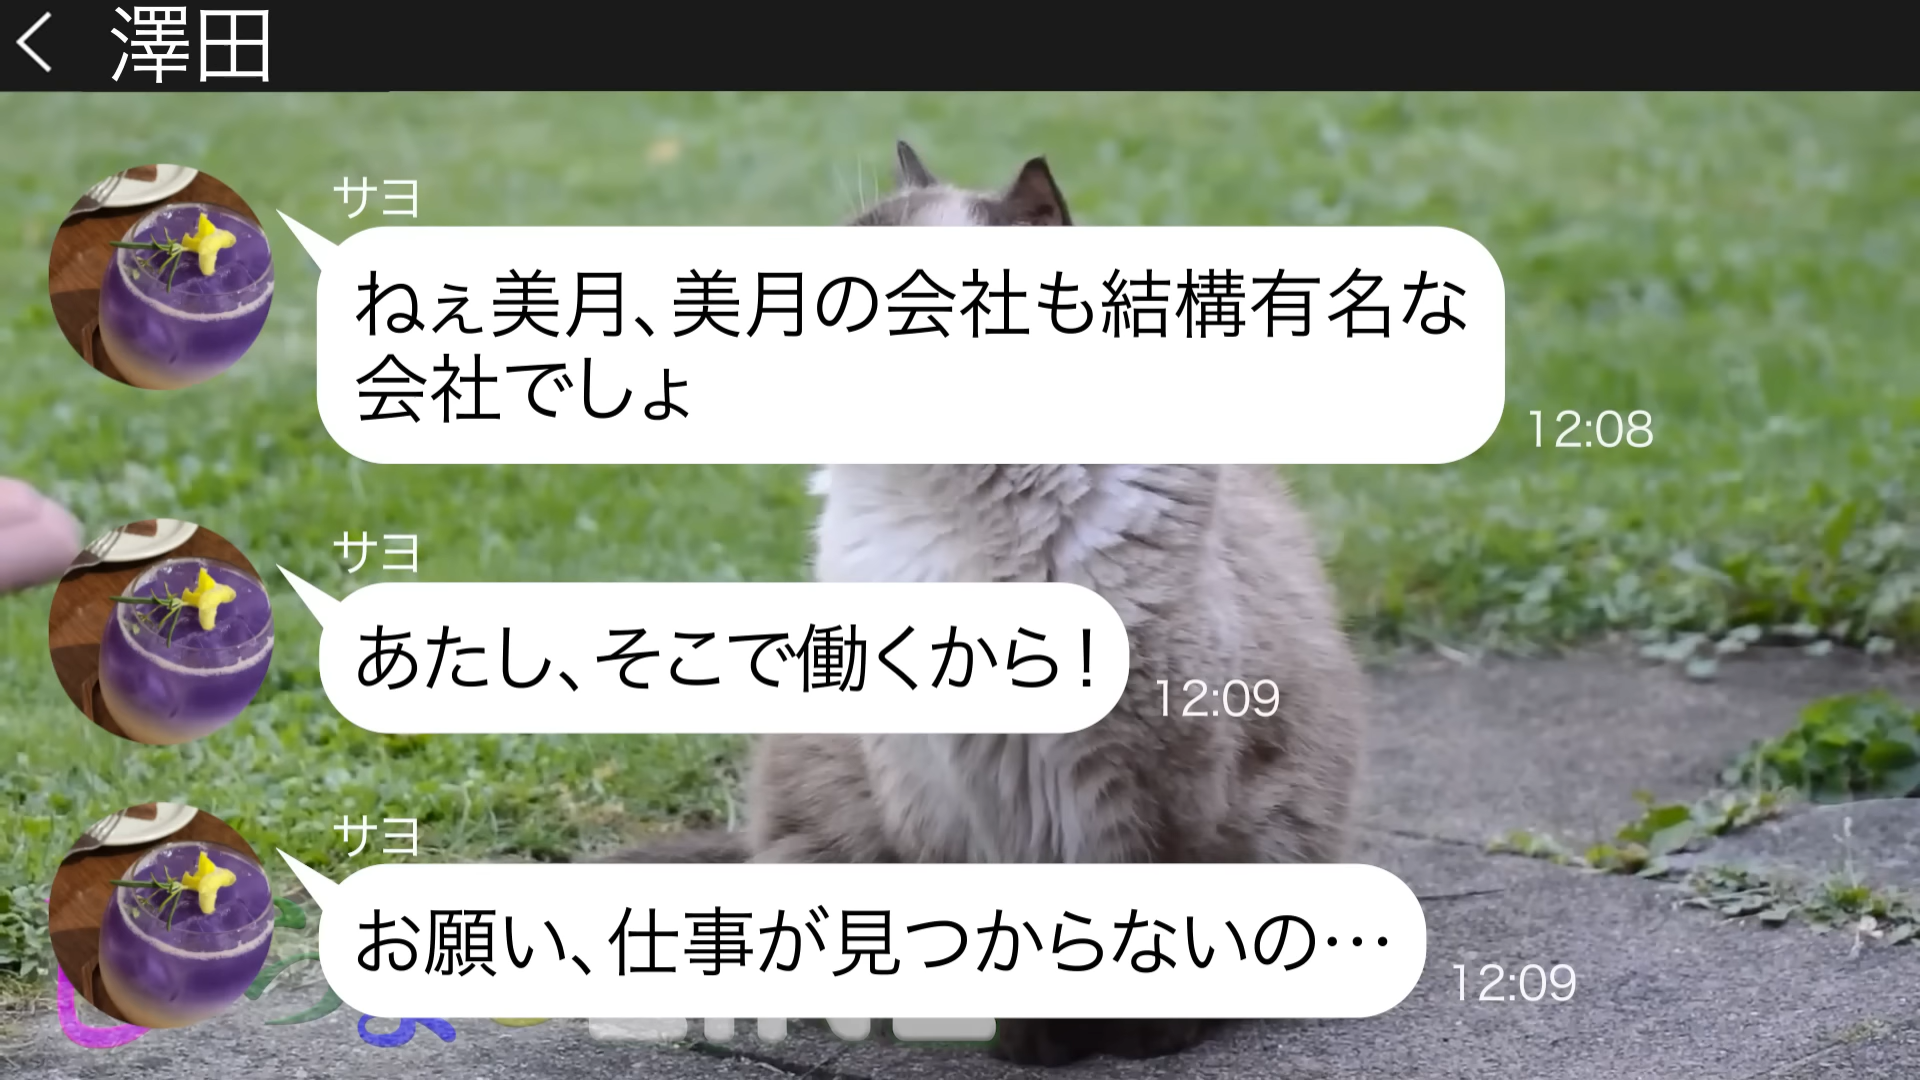 澤田
サヨ
ねぇ美月、美月の会社も結構有名な
会社でしょ
12:08
サヨ
あたし、そこで働くから!
12:09
サヨ
お願い、仕事が見つからないの…
12:09